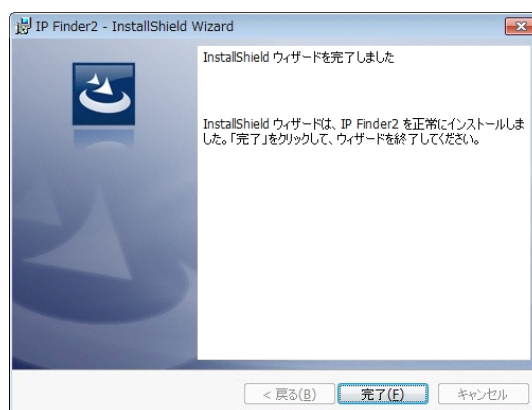 IP Finder2 - InstallShield Wizard
InstallShield ウィザードを完了しました
InstallShield ウィザードは、IP Finder2 を正常にインストールしま
した。「完了」をクリックして、ウィザードを終了してください。
< 戻る(B) 完了(F) キャンセル